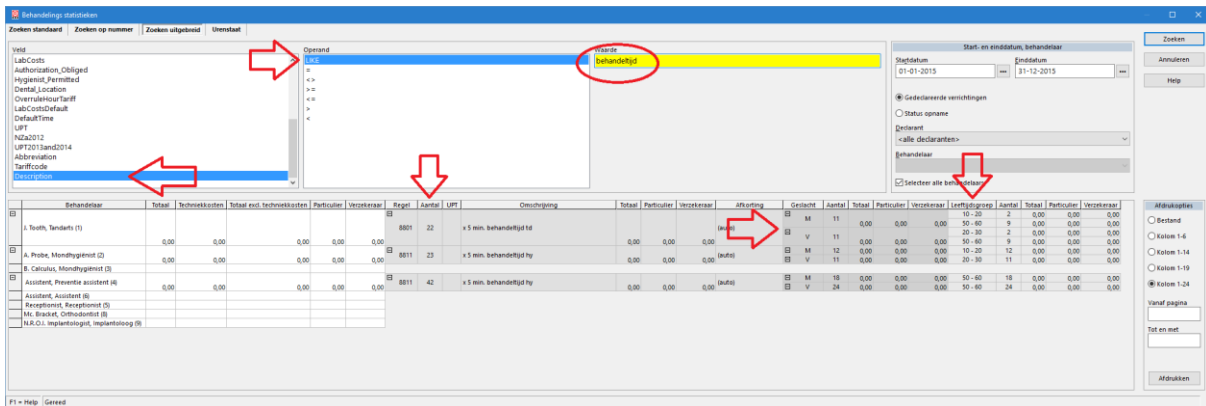 Behandelings statistieken
Zoeken standaard Zoeken op nummer Zoeken uitgebreid Urenstaat
Veld
LabCosts
Authorization_Obliged
Hygienist_Permitted
Dental_Location
OverruleHourTariff
LabCostsDefault
DefaultTime
UPT
NZa2012
UPT2013and2014
Abbreviation
Tariffcode
Description
Operand
LIKE
=
<>
>=
<=
>
<
Waarde
behandeltijd
Start- en einddatum, behandelaar
Startdatum Einddatum
01-01-2015 ... 31-12-2015 ...
Gedeclareerde verrichtingen
Status opname
Declarant
<alle declaranten>
Behandelaar
Selecteer alle behandelaars
Zoeken
Annuleren
Help
Behandelaar Totaal Techniekkosten Totaal excl. techniekkosten Particulier Verzekeraar Regel Aantal UPT Omschrijving Totaal Particulier Verzekeraar Afkorting Geslacht Aantal Totaal Particulier Verzekeraar Leeftijdsgroep Aantal Totaal Particulier Verzekeraar
J. Tooth, Tandarts (1) 0,00 0,00 0,00 0,00 0,00 8801 22 x 5 min. behandeltijd td 0,00 0,00 0,00 (auto) M 11 0,00 0,00 0,00 10 - 20 2 0,00 0,00 0,00
50 - 60 9 0,00 0,00 0,00
V 11 0,00 0,00 0,00 20 - 30 2 0,00 0,00 0,00
50 - 60 9 0,00 0,00 0,00
A. Probe, Mondhygiënist (2) 0,00 0,00 0,00 0,00 0,00 8811 23 x 5 min. behandeltijd hy 0,00 0,00 0,00 (auto) M 12 0,00 0,00 0,00 10 - 20 12 0,00 0,00 0,00
V 11 0,00 0,00 0,00 20 - 30 11 0,00 0,00 0,00
B. Calculus, Mondhygiënist (3)
Assistent, Preventie assistent (4) 0,00 0,00 0,00 0,00 0,00 8811 42 x 5 min. behandeltijd hy 0,00 0,00 0,00 (auto) M 18 0,00 0,00 0,00 50 - 60 18 0,00 0,00 0,00
V 24 0,00 0,00 0,00 50 - 60 24 0,00 0,00 0,00
Assistent, Assistent (6)
Receptionist, Receptionist (5)
Mc. Bracket, Orthodontist (8)
N.R.O.I. Implantologist, Implantoloog (9)
Afdrukopties
Bestand
Kolom 1-6
Kolom 1-14
Kolom 1-19
Kolom 1-24
Vanaf pagina
Tot en met
Afdrukken
F1 = Help Gereed